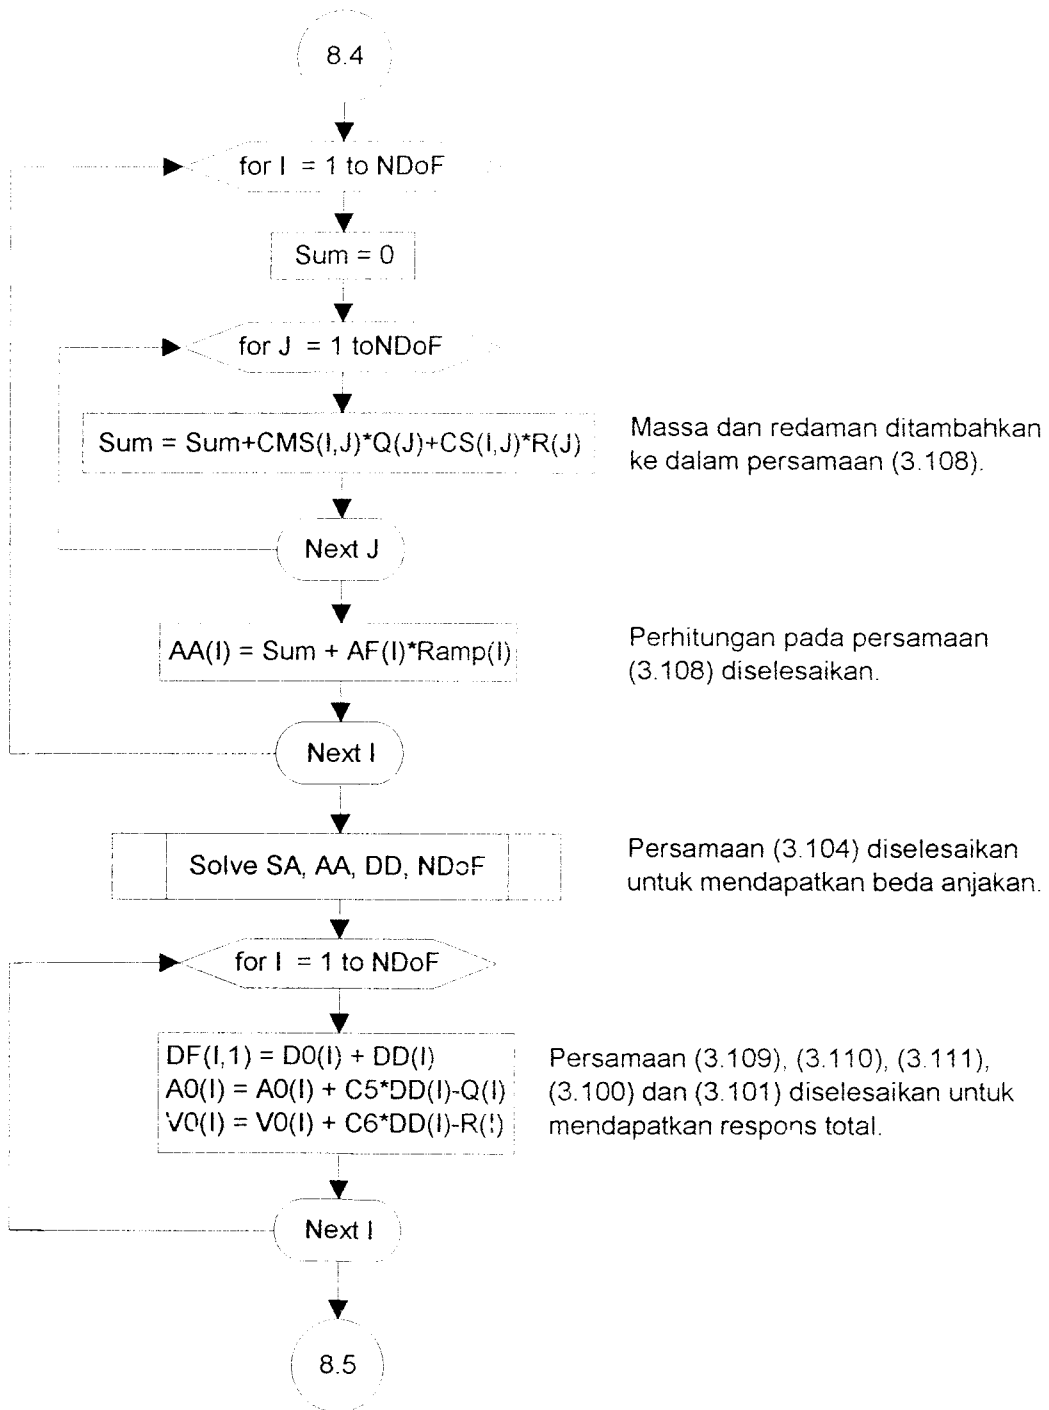 8.4
for I = 1 to NDoF
Sum = 0
for J = 1 toNDoF
Sum = Sum+CMS(I,J)*Q(J)+CS(I,J)*R(J)
Massa dan redaman ditambahkan
ke dalam persamaan (3.108).
Next J
AA(I) = Sum + AF(I)*Ramp(I)
Perhitungan pada persamaan
(3.108) diselesaikan.
Next I
Solve SA, AA, DD, NDoF
Persamaan (3.104) diselesaikan
untuk mendapatkan beda anjakan.
for I = 1 to NDoF
DF(I,1) = D0(I) + DD(I)
A0(I) = A0(I) + C5*DD(I)-Q(I)
V0(I) = V0(I) + C6*DD(I)-R(I)
Persamaan (3.109), (3.110), (3.111),
(3.100) dan (3.101) diselesaikan untuk
mendapatkan respons total.
Next I
8.5